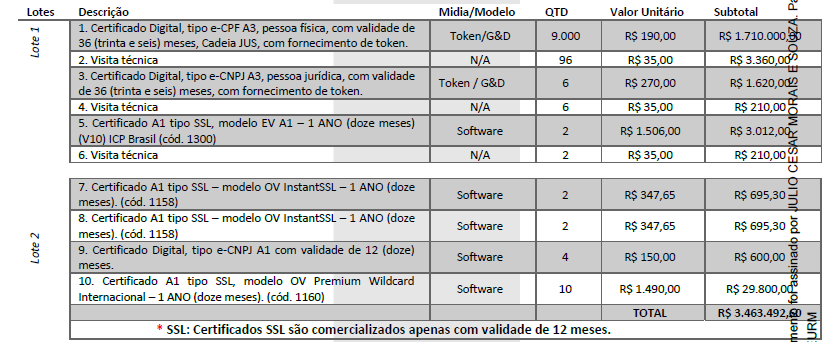 Lotes Descrição Midia/Modelo QTD Valor Unitário Subtotal
Lote 1
1. Certificado Digital, tipo e-CPF A3, pessoa física, com validade de
36 (trinta e seis) meses, Cadeia JUS, com fornecimento de token. Token/G&D 9.000 R$ 190,00 R$ 1.710.000,00
2. Visita técnica N/A 96 R$ 35,00 R$ 3.360,00
3. Certificado Digital, tipo e-CNPJ A3, pessoa jurídica, com validade
de 36 (trinta e seis) meses, com fornecimento de token. Token / G&D 6 R$ 270,00 R$ 1.620,00
4. Visita técnica N/A 6 R$ 35,00 R$ 210,00
5. Certificado A1 tipo SSL, modelo EV A1 – 1 ANO (doze meses)
(V10) ICP Brasil (cód. 1300) Software 2 R$ 1.506,00 R$ 3.012,00
6. Visita técnica N/A 2 R$ 35,00 R$ 210,00
Lote 2
7. Certificado A1 tipo SSL – modelo OV InstantSSL – 1 ANO (doze
meses). (cód. 1158) Software 2 R$ 347,65 R$ 695,30
8. Certificado A1 tipo SSL – modelo OV InstantSSL – 1 ANO (doze
meses). (cód. 1158) Software 2 R$ 347,65 R$ 695,30
9. Certificado Digital, tipo e-CNPJ A1 com validade de 12 (doze)
meses. Software 4 R$ 150,00 R$ 600,00
10. Certificado A1 tipo SSL, modelo OV Premium Wildcard
Internacional – 1 ANO (doze meses). (cód. 1160) Software 10 R$ 1.490,00 R$ 29.800,00
TOTAL R$ 3.463.492,60
* SSL: Certificados SSL são comercializados apenas com validade de 12 meses.
foi assinado por JULIO CESAR MORAIS E SOUZA.